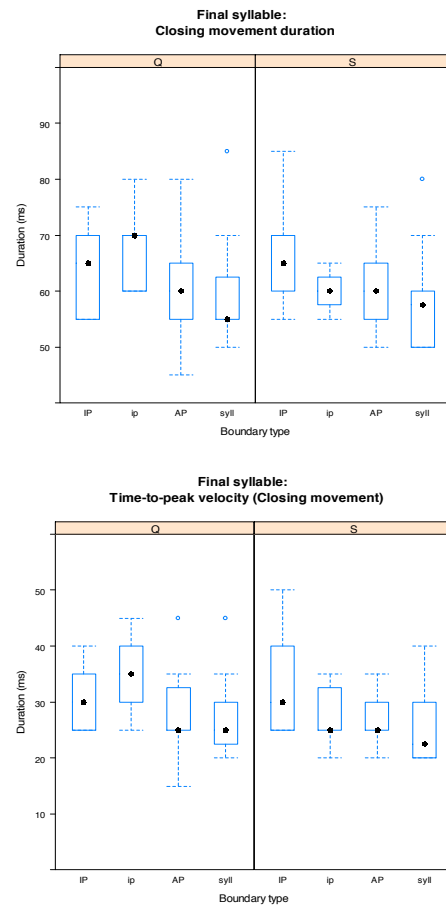 Final syllable:
Closing movement duration
Q S
90
80
70
60
50
Duration (ms)
IP ip AP syll IP ip AP syll
Boundary type
Final syllable:
Time-to-peak velocity (Closing movement)
Q S
50
40
30
20
10
Duration (ms)
IP ip AP syll IP ip AP syll
Boundary type